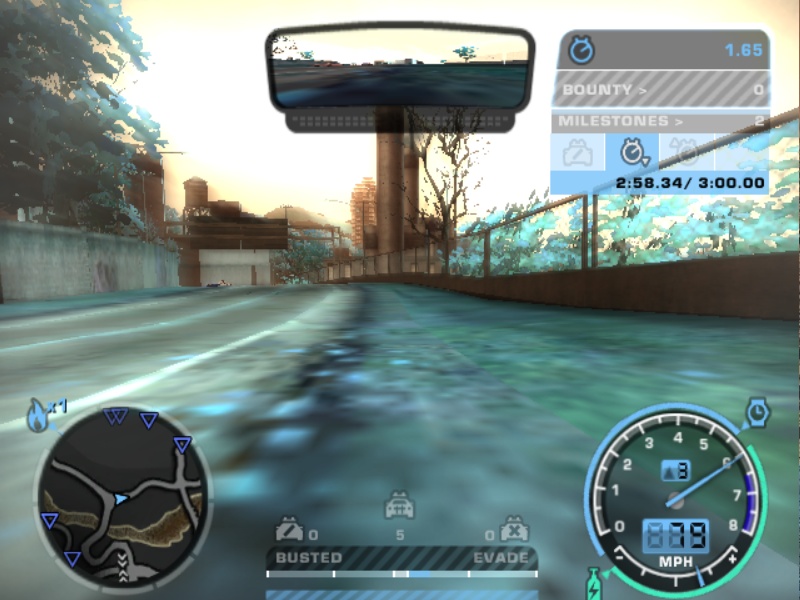 1.65
BOUNTY > 0
MILESTONES > 2
2:58.34/ 3:00.00
x1
0 1 2 3 4 5 6 7 8
3
79
MPH
0 5 0
BUSTED EVADE